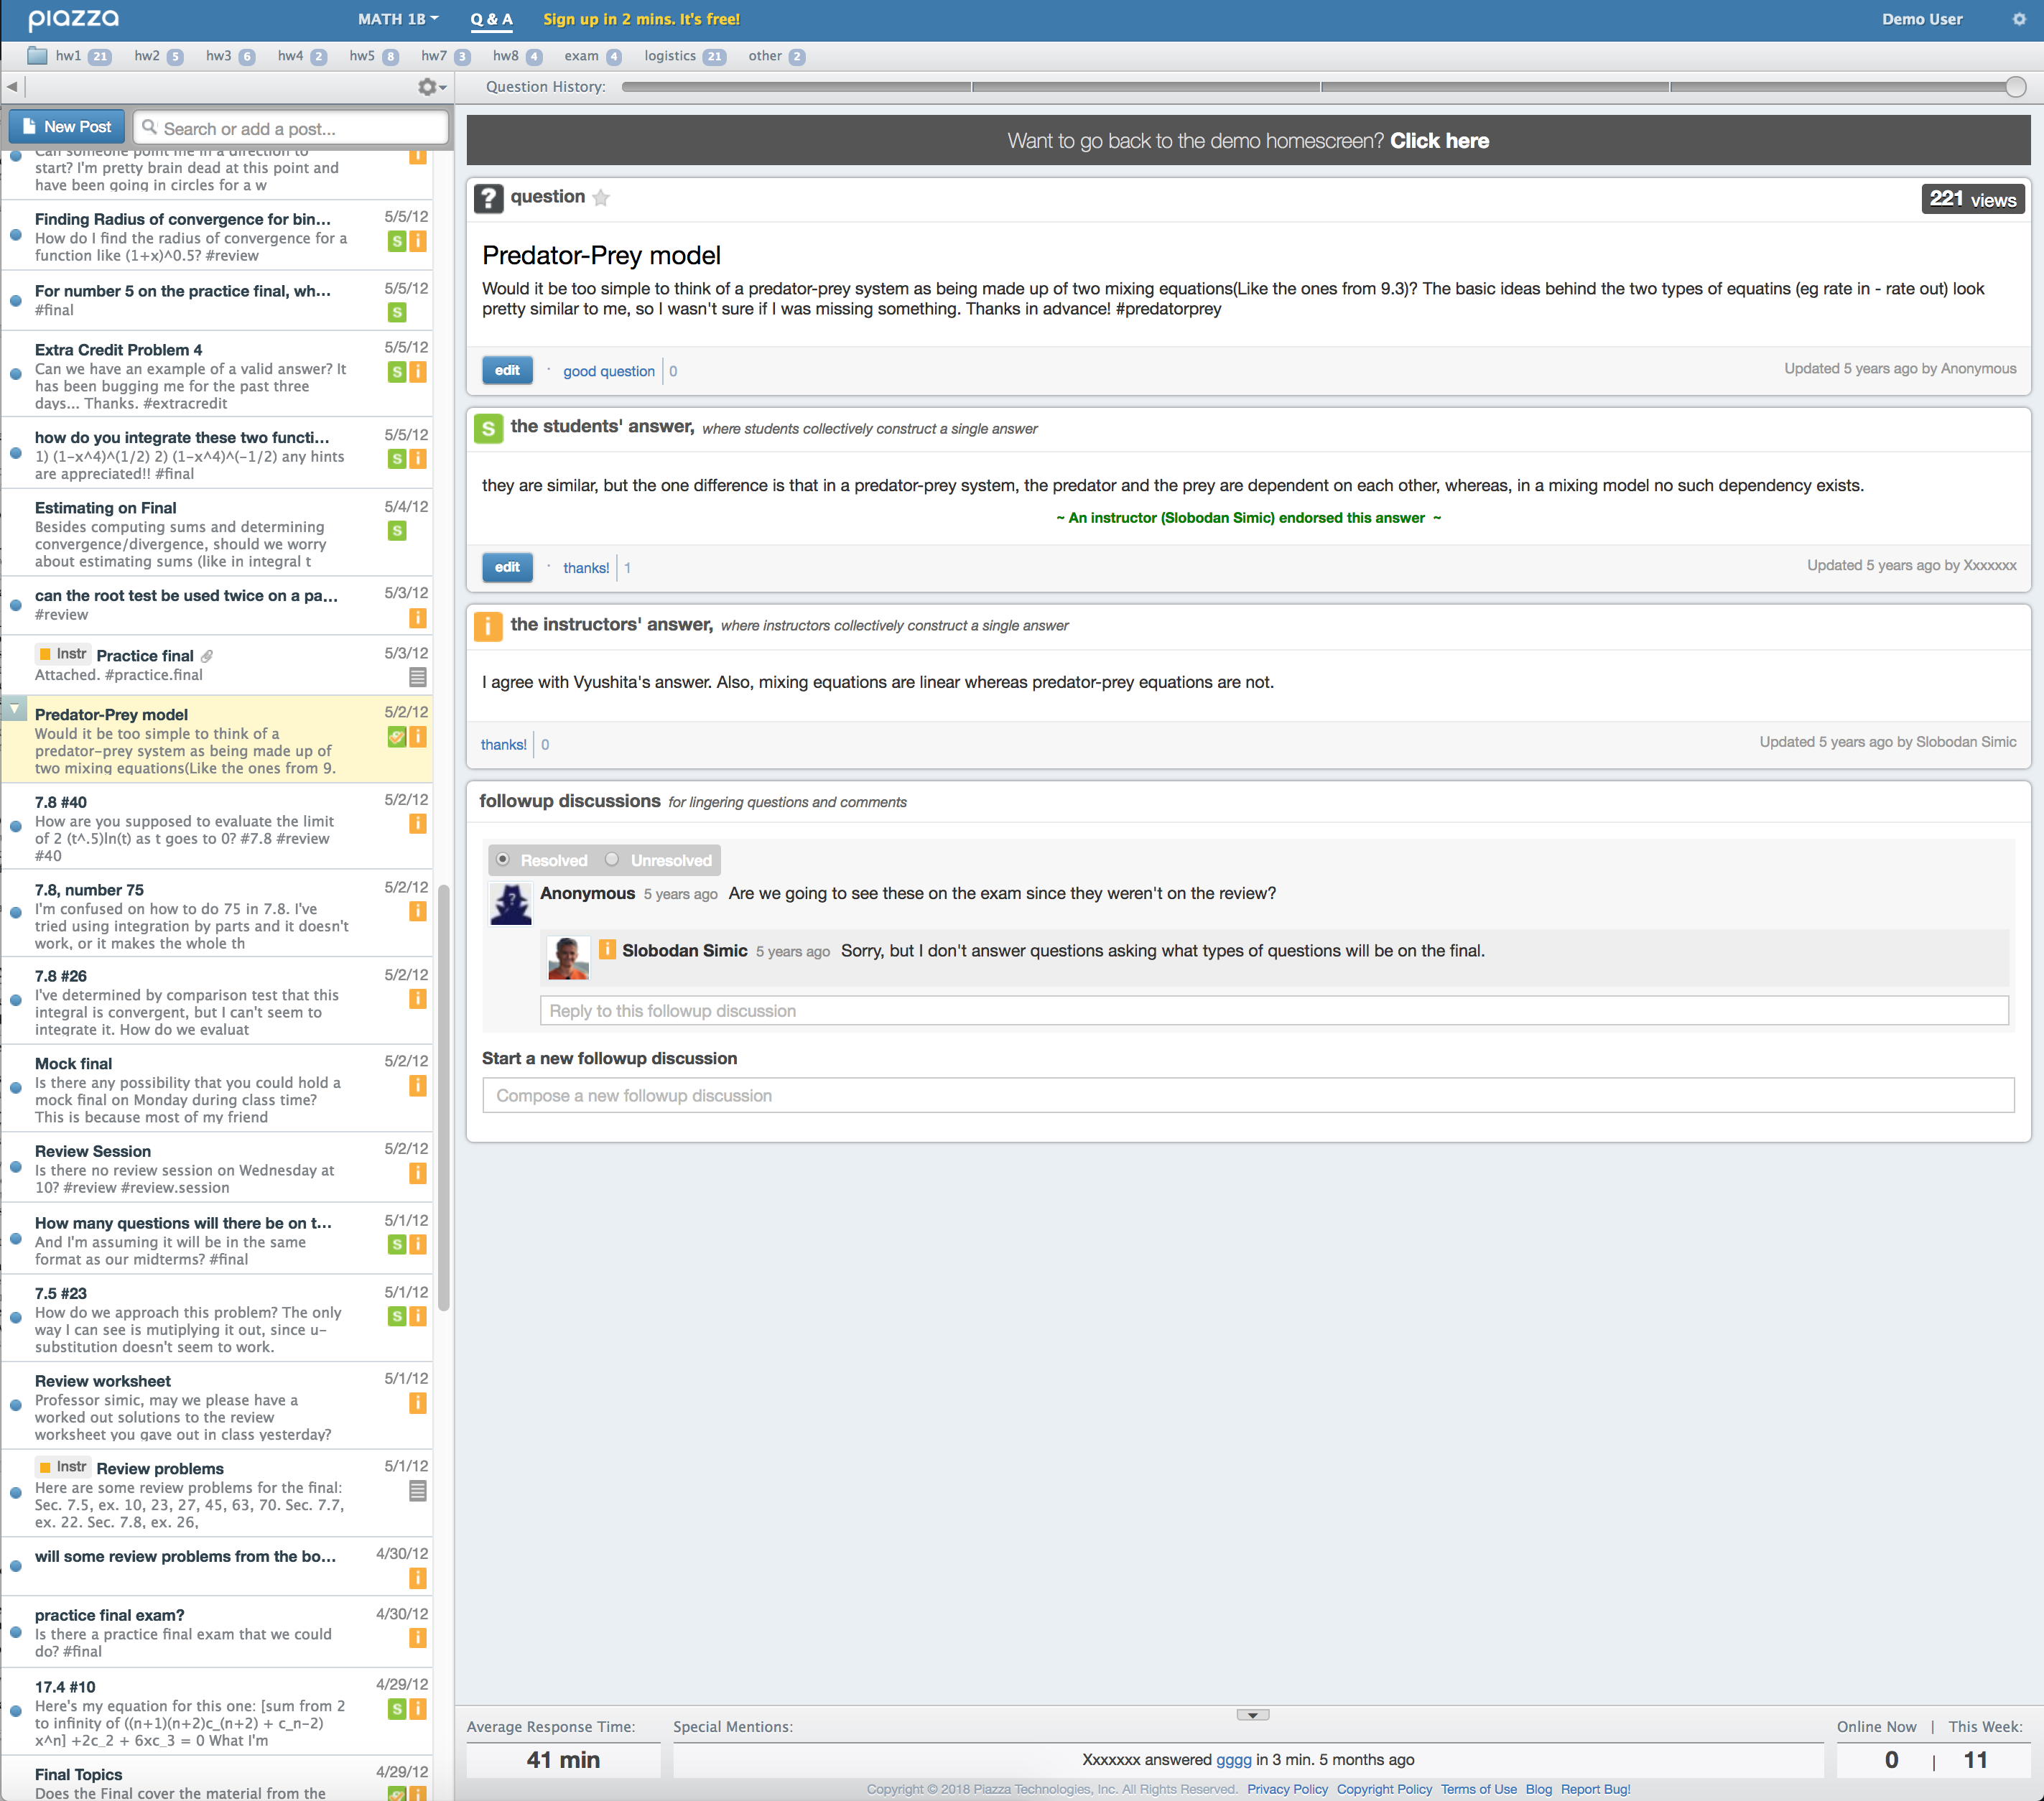 piazza
MATH 1B
Q & A
Sign up in 2 mins. It's free!
Demo User
hw1 21 hw2 5 hw3 6 hw4 2 hw5 8 hw7 3 hw8 4 exam 4 logistics 21 other 2
Question History:
New Post
Search or add a post...
Can someone point me in a direction to
start? I'm pretty brain dead at this point and
have been going in circles for a w
i
Finding Radius of convergence for bin... 5/5/12
How do I find the radius of convergence for a S i
function like (1+x)^0.5? #review
For number 5 on the practice final, wh... 5/5/12
#final S
Extra Credit Problem 4 5/5/12
Can we have an example of a valid answer? It S i
has been bugging me for the past three
days... Thanks. #extracredit
how do you integrate these two functi... 5/5/12
1) (1-x^4)^(1/2) 2) (1-x^4)^(-1/2) any hints S i
are appreciated!! #final
Estimating on Final 5/4/12
Besides computing sums and determining S
convergence/divergence, should we worry
about estimating sums (like in integral t
can the root test be used twice on a pa... 5/3/12
#review i
Instr Practice final 5/3/12
Attached. #practice.final
Predator-Prey model 5/2/12
Would it be too simple to think of a i
predator-prey system as being made up of
two mixing equations(Like the ones from 9.
7.8 #40 5/2/12
How are you supposed to evaluate the limit i
of 2 (t^.5)ln(t) as t goes to 0? #7.8 #review
#40
7.8, number 75 5/2/12
I'm confused on how to do 75 in 7.8. I've i
tried using integration by parts and it doesn't
work, or it makes the whole th
7.8 #26 5/2/12
I've determined by comparison test that this i
integral is convergent, but I can't seem to
integrate it. How do we evaluat
Mock final 5/2/12
Is there any possibility that you could hold a i
mock final on Monday during class time?
This is because most of my friend
Review Session 5/2/12
Is there no review session on Wednesday at i
10? #review #review.session
How many questions will there be on t... 5/1/12
And I'm assuming it will be in the same S i
format as our midterms? #final
7.5 #23 5/1/12
How do we approach this problem? The only S i
way I can see is mutiplying it out, since u-
substitution doesn't seem to work.
Review worksheet 5/1/12
Professor simic, may we please have a i
worked out solutions to the review
worksheet you gave out in class yesterday?
Instr Review problems 5/1/12
Here are some review problems for the final:
Sec. 7.5, ex. 10, 23, 27, 45, 63, 70. Sec. 7.7,
ex. 22. Sec. 7.8, ex. 26,
will some review problems from the bo... 4/30/12
i
practice final exam? 4/30/12
Is there a practice final exam that we could i
do? #final
17.4 #10 4/29/12
Here's my equation for this one: [sum from 2 S i
to infinity of ((n+1)(n+2)c_(n+2) + c_n-2)
x^n] +2c_2 + 6xc_3 = 0 What I'm
Final Topics 4/29/12
Does the Final cover the material from the i
Want to go back to the demo homescreen? Click here
? question
221 views
Predator-Prey model
Would it be too simple to think of a predator-prey system as being made up of two mixing equations(Like the ones from 9.3)? The basic ideas behind the two types of equatins (eg rate in - rate out) look
pretty similar to me, so I wasn't sure if I was missing something. Thanks in advance! #predatorprey
edit · good question 0
Updated 5 years ago by Anonymous
S the students' answer, where students collectively construct a single answer
they are similar, but the one difference is that in a predator-prey system, the predator and the prey are dependent on each other, whereas, in a mixing model no such dependency exists.
~ An instructor (Slobodan Simic) endorsed this answer ~
edit · thanks! 1
Updated 5 years ago by Xxxxxxx
i the instructors' answer, where instructors collectively construct a single answer
I agree with Vyushita's answer. Also, mixing equations are linear whereas predator-prey equations are not.
thanks! 0
Updated 5 years ago by Slobodan Simic
followup discussions for lingering questions and comments
Resolved Unresolved
Anonymous 5 years ago Are we going to see these on the exam since they weren't on the review?
i Slobodan Simic 5 years ago Sorry, but I don't answer questions asking what types of questions will be on the final.
Reply to this followup discussion
Start a new followup discussion
Compose a new followup discussion
Average Response Time:
41 min
Special Mentions:
Xxxxxxx answered gggg in 3 min. 5 months ago
Online Now | This Week:
0 | 11
Copyright © 2018 Piazza Technologies, Inc. All Rights Reserved. Privacy Policy Copyright Policy Terms of Use Blog Report Bug!